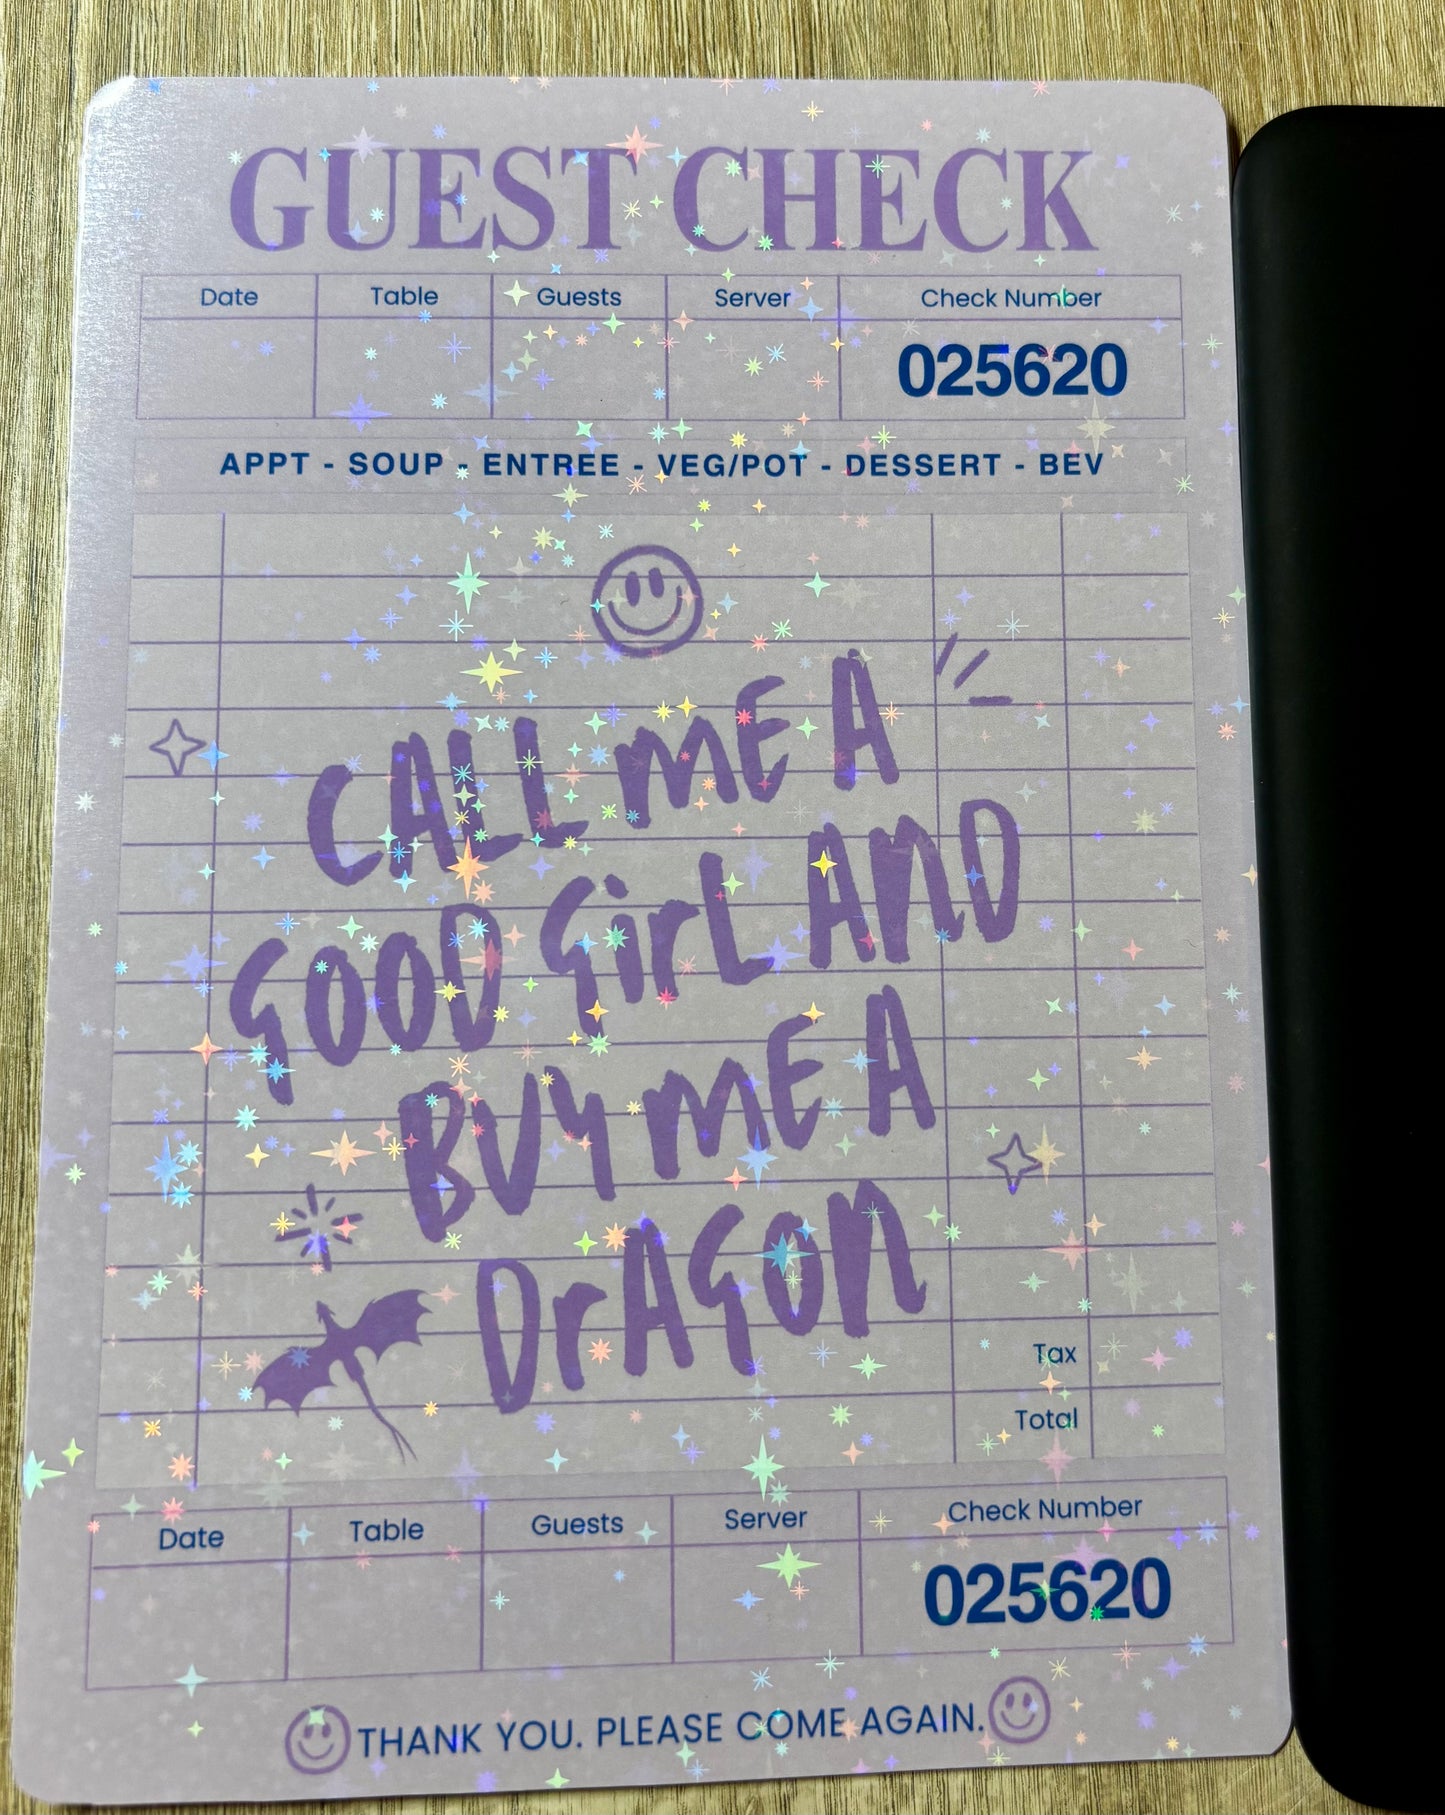 GUEST CHECK
Date Table Guests Server Check Number
025620
APPT - SOUP - ENTREE - VEG/POT - DESSERT - BEV
CALL ME A
GOOD GirL AND
BUY ME A
DrAGON
Tax
Total
Date Table Guests Server Check Number
025620
THANK YOU. PLEASE COME AGAIN.